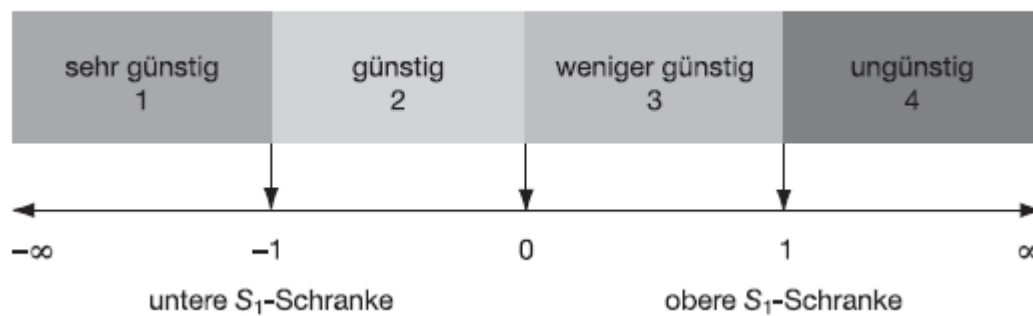 sehr günstig günstig weniger günstig ungünstig
1 2 3 4
–∞ –1 0 1 ∞
untere S₁-Schranke obere S₁-Schranke